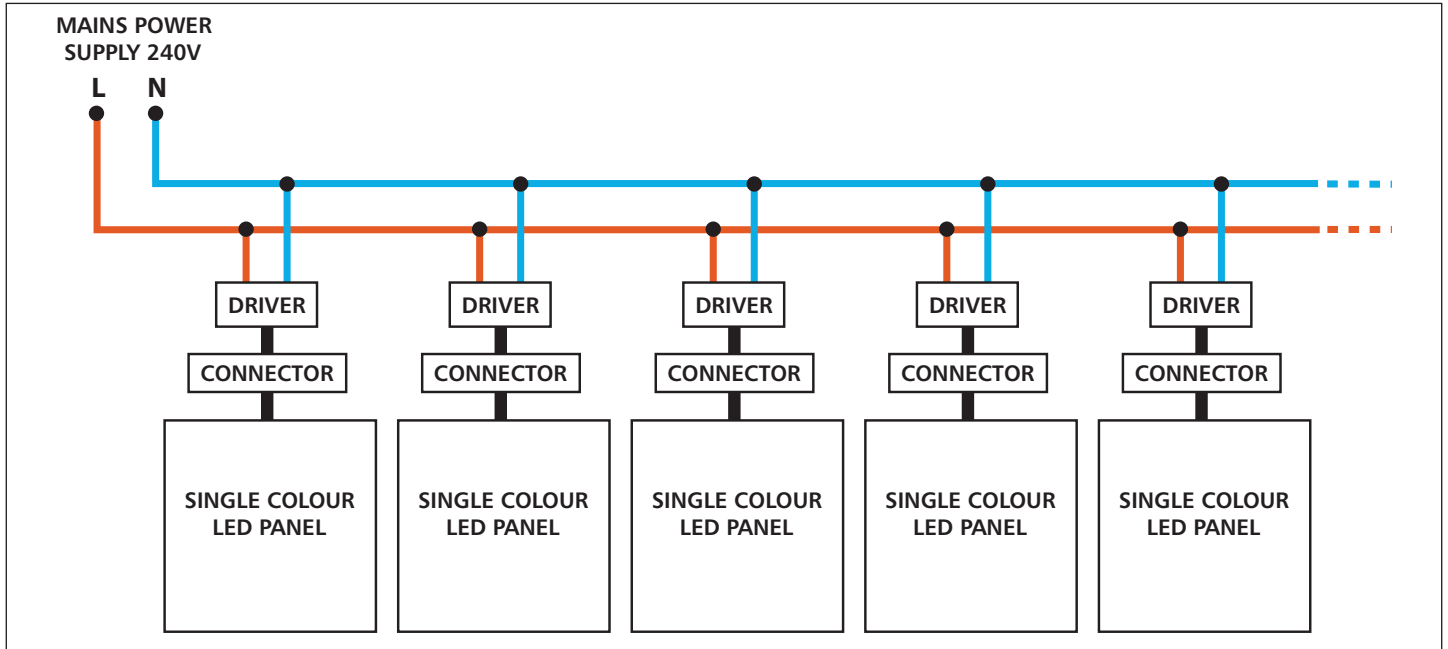 MAINS POWER
SUPPLY 240V
L N
DRIVER DRIVER DRIVER DRIVER DRIVER
CONNECTOR CONNECTOR CONNECTOR CONNECTOR CONNECTOR
SINGLE COLOUR SINGLE COLOUR SINGLE COLOUR SINGLE COLOUR SINGLE COLOUR
LED PANEL LED PANEL LED PANEL LED PANEL LED PANEL